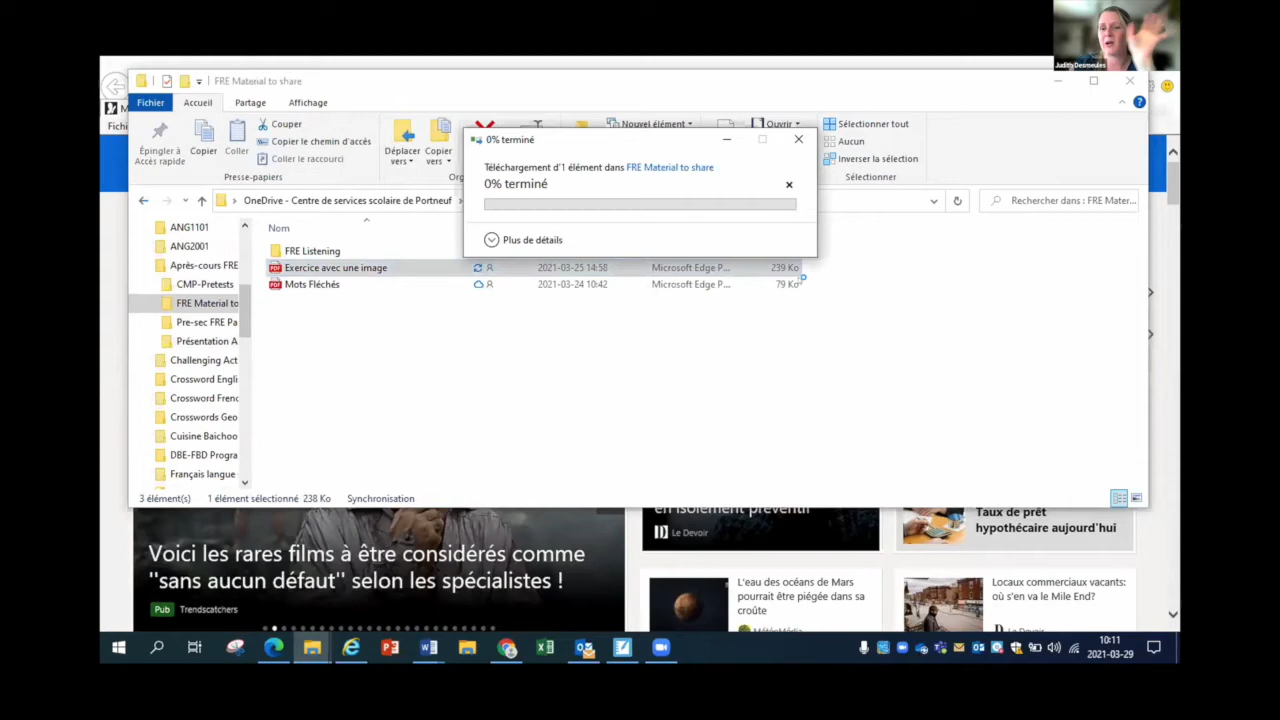 Judith Desmeules
FRE Material to share
Fichier
Accueil
Partage
Affichage
Épingler à
Accès rapide
Copier
Coller
Couper
Copier le chemin d'accès
Coller le raccourci
Presse-papiers
Déplacer
vers
Copier
vers
Org
Nouvel élément
Ouvrir
Sélectionner tout
Aucun
Inverser la sélection
Sélectionner
0% terminé
Téléchargement d'1 élément dans FRE Material to share
0% terminé
Plus de détails
OneDrive - Centre de services scolaire de Portneuf
Rechercher dans : FRE Mater...
Nom
ANG1101
ANG2001
Après-cours FRE
CMP-Pretests
FRE Material to
Pre-sec FRE Pa
Présentation A
Challenging Act
Crossword Engli
Crossword Frenc
Crosswords Geo
Cuisine Baichoo
DBE-FBD Progra
Français langue
FRE Listening
Exercice avec une image 2021-03-25 14:58 Microsoft Edge P... 239 Ko
Mots Fléchés 2021-03-24 10:42 Microsoft Edge P... 79 Ko
3 élément(s) 1 élément sélectionné 238 Ko Synchronisation
Fichi
en isolement préventif
Le Devoir
Taux de prêt
hypothécaire aujourd'hui
Voici les rares films à être considérés comme
"sans aucun défaut" selon les spécialistes !
Pub Trendscatchers
L'eau des océans de Mars
pourrait être piégée dans sa
croûte
MétéoMédia
Locaux commerciaux vacants:
où s'en va le Mile End?
10:11
2021-03-29